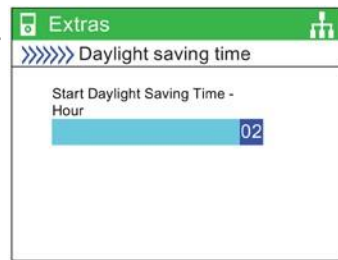 Extras
Daylight saving time
Start Daylight Saving Time -
Hour
02